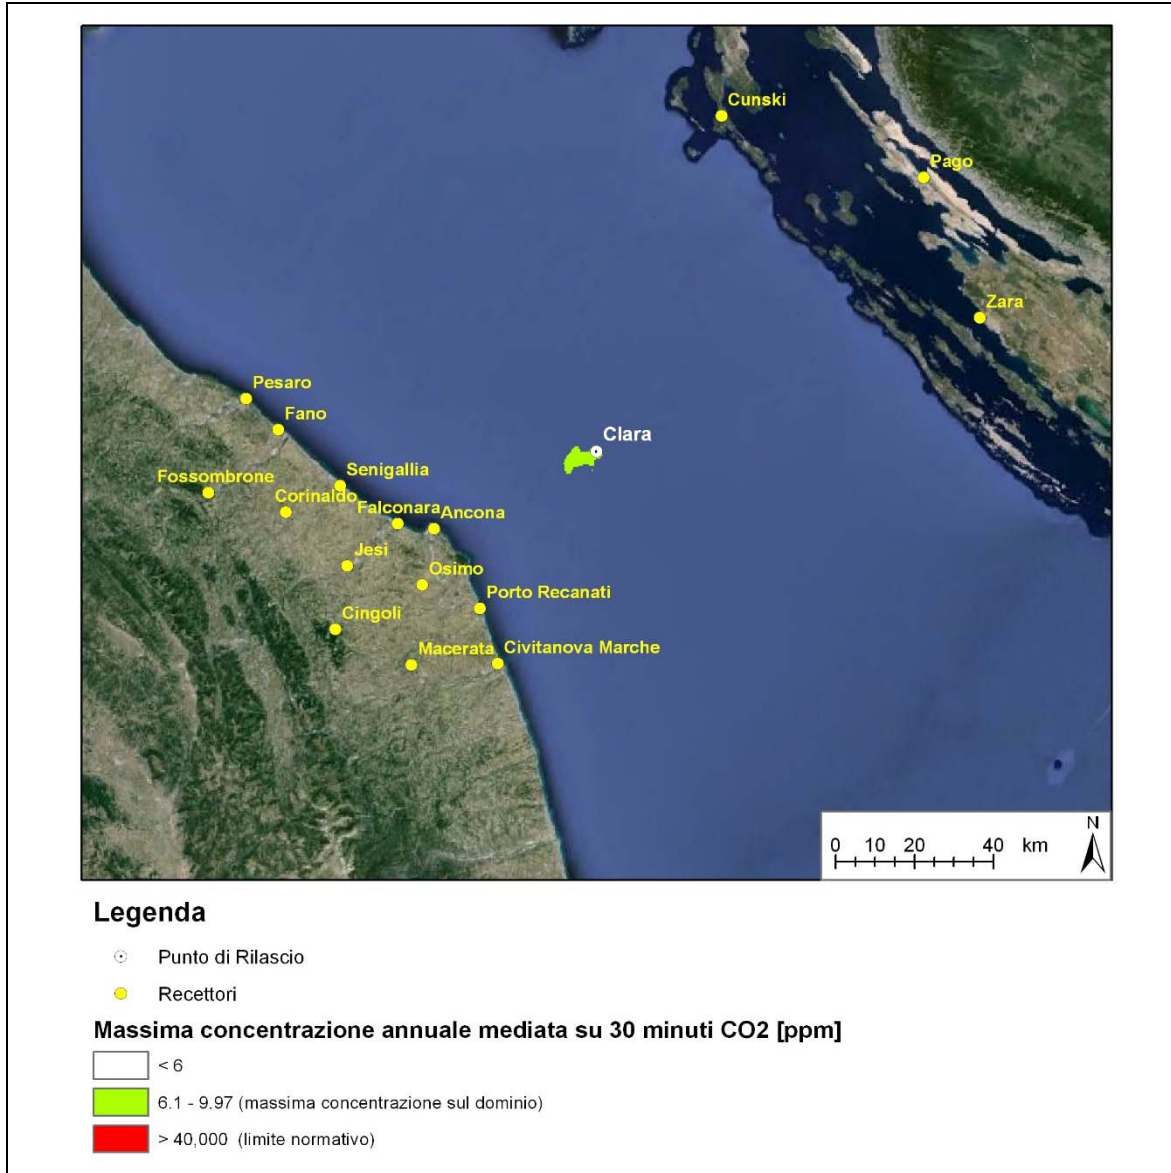 Cunski
Pago
Zara
Pesaro
Fano
Clara
Senigallia
Fossombrone
Corinaldo
Falconara
Ancona
Jesi
Osimo
Porto Recanati
Cingoli
Macerata
Civitanova Marche
N
0 10 20 40 km
Legenda
Punto di Rilascio
Recettori
Massima concentrazione annuale mediata su 30 minuti CO2 [ppm]
< 6
6.1 - 9.97 (massima concentrazione sul dominio)
> 40,000 (limite normativo)